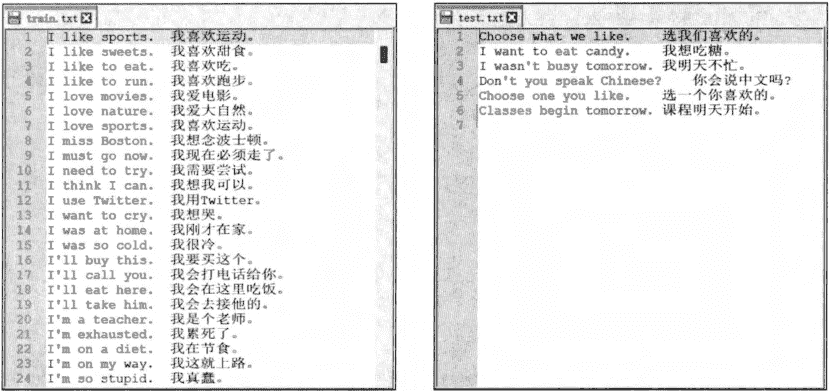 train.txt
1 I like sports. 我喜欢运动。
2 I like sweets. 我喜欢甜食。
3 I like to eat. 我喜欢吃。
4 I like to run. 我喜欢跑步。
5 I love movies. 我爱电影。
6 I love nature. 我爱大自然。
7 I love sports. 我喜欢运动。
8 I miss Boston. 我想念波士顿。
9 I must go now. 我现在必须走了。
10 I need to try. 我需要尝试。
11 I think I can. 我想我可以。
12 I use Twitter. 我用Twitter。
13 I want to cry. 我想哭。
14 I was at home. 我刚才在家。
15 I was so cold. 我很冷。
16 I'll buy this. 我要买这个。
17 I'll call you. 我会打电话给你。
18 I'll eat here. 我会在这里吃饭。
19 I'll take him. 我会去接他的。
20 I'm a teacher. 我是个老师。
21 I'm exhausted. 我累死了。
22 I'm on a diet. 我在节食。
23 I'm on my way. 我这就上路。
24 I'm so stupid. 我真蠢。
test.txt
1 Choose what we like. 选我们喜欢的。
2 I want to eat candy. 我想吃糖。
3 I wasn't busy tomorrow. 我明天不忙。
4 Don't you speak Chinese? 你会说中文吗?
5 Choose one you like. 选一个你喜欢的。
6 Classes begin tomorrow. 课程明天开始。
7